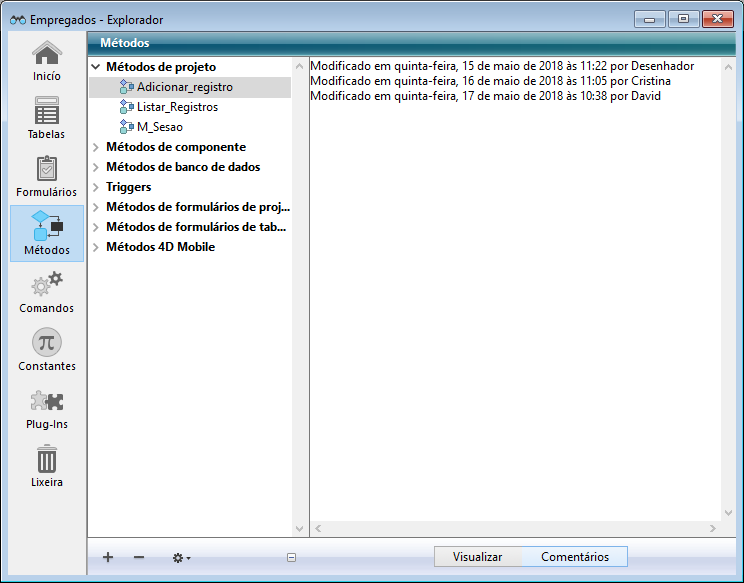 Empregados - Explorador
Inicío
Tabelas
Formulários
Métodos
Comandos
Constantes
Plug-Ins
Lixeira
Métodos
Métodos de projeto
Adicionar_registro
Listar_Registros
M_Sesao
Métodos de componente
Métodos de banco de dados
Triggers
Métodos de formulários de proj...
Métodos de formulários de tab...
Métodos 4D Mobile
Modificado em quinta-feira, 15 de maio de 2018 às 11:22 por Desenhador
Modificado em quinta-feira, 16 de maio de 2018 às 11:05 por Cristina
Modificado em quinta-feira, 17 de maio de 2018 às 10:38 por David
Visualizar
Comentários